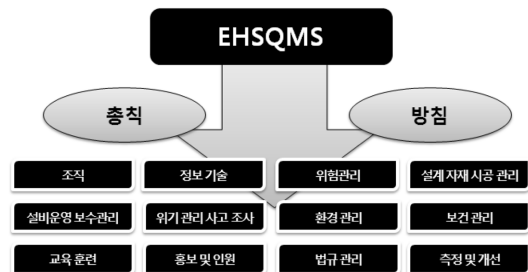 EHSQMS
총칙
방침
조직
정보 기술
위험관리
설계 자재 시공 관리
설비운영 보수관리
위기 관리 사고 조사
환경 관리
보건 관리
교육 훈련
홍보 및 인원
법규 관리
측정 및 개선